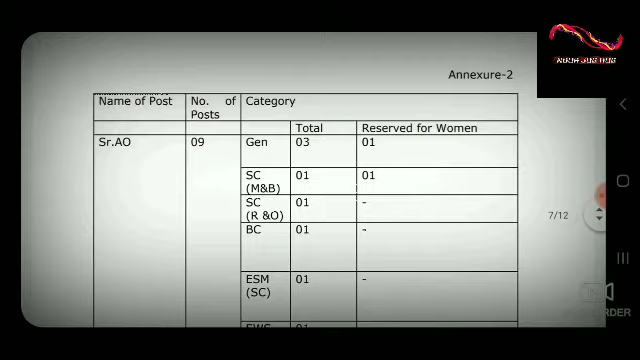 Annexure-2
Name of Post No. of Posts Category
Total Reserved for Women
Sr.AO 09 Gen 03 01
SC (M&B) 01 01
SC (R &O) 01 -
BC 01 -
ESM (SC) 01 -
7/12